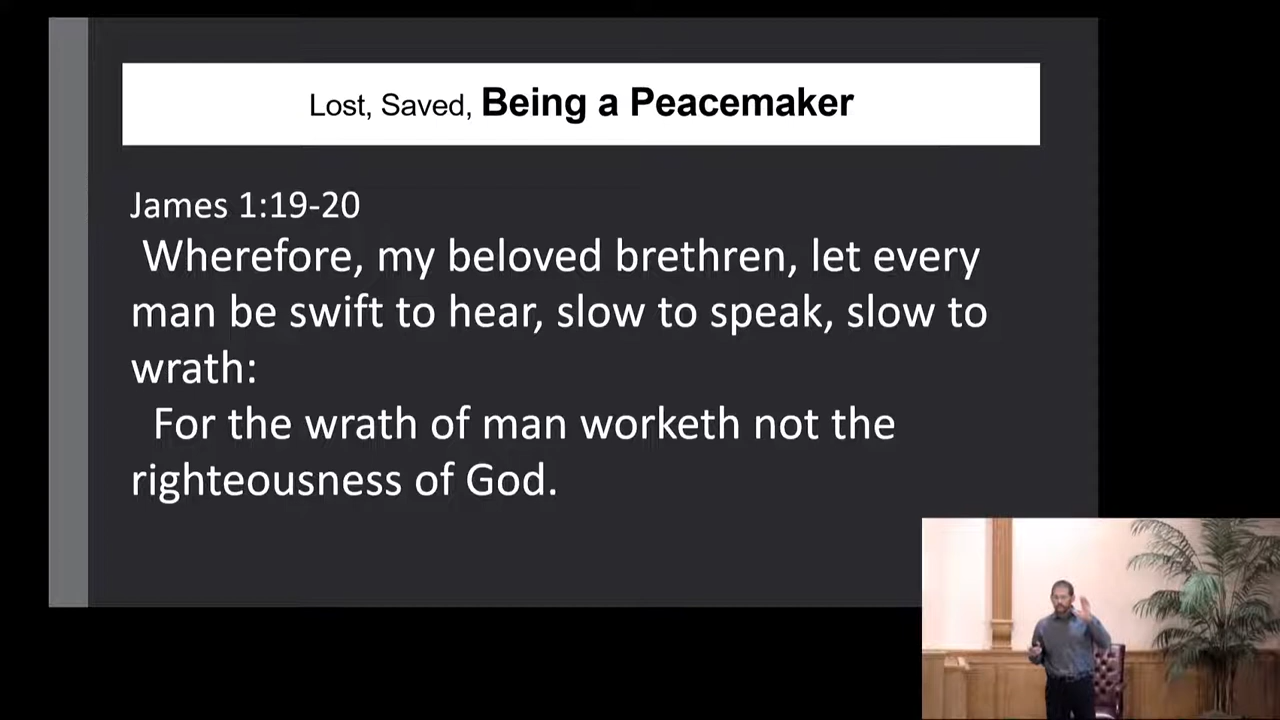 Lost, Saved, Being a Peacemaker
James 1:19-20
Wherefore, my beloved brethren, let every
man be swift to hear, slow to speak, slow to
wrath:
For the wrath of man worketh not the
righteousness of God.